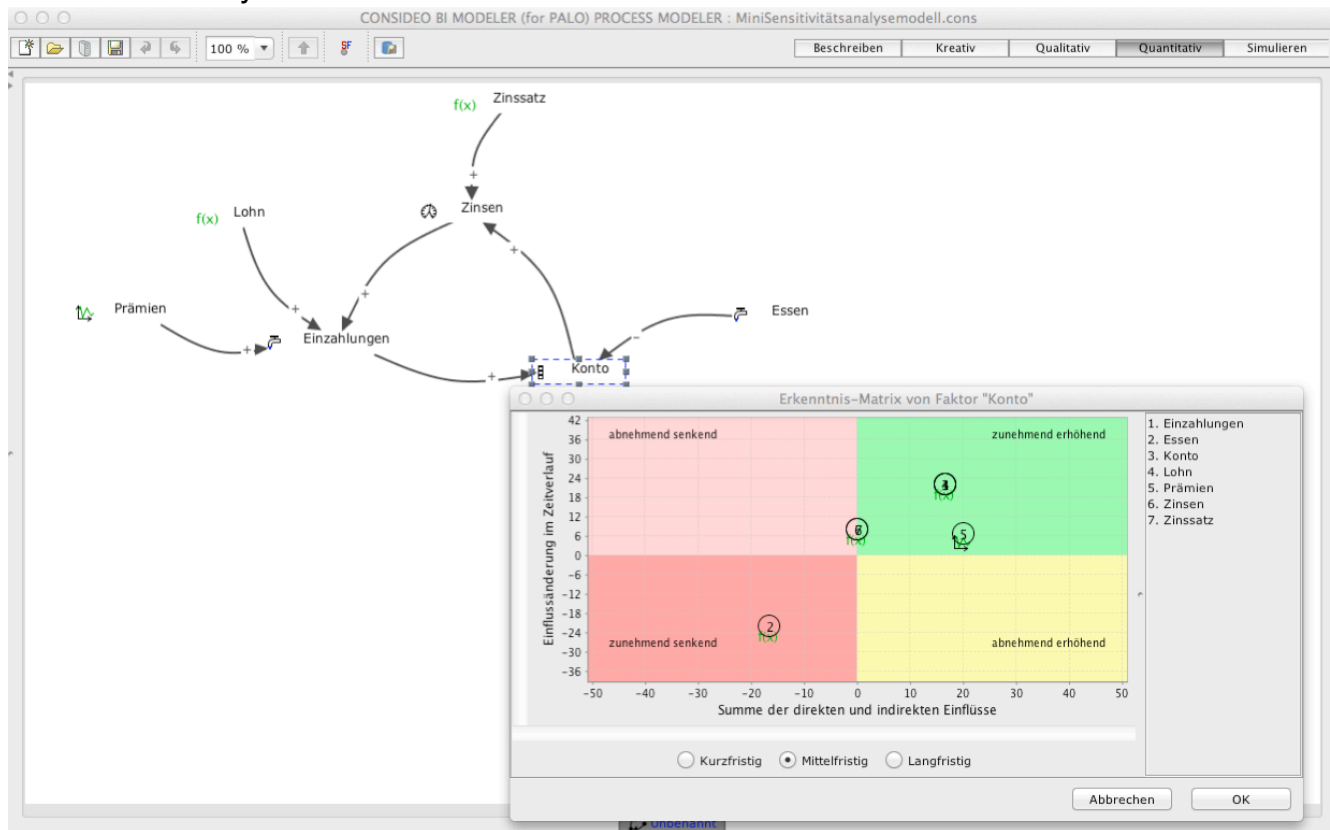 CONSIDEO BI MODELER (for PALO) PROCESS MODELER : MiniSensitivitätsanalysemodell.cons
100 %
Beschreiben
Kreativ
Qualitativ
Quantitativ
Simulieren
f(x) Zinssatz
+
f(x) Lohn
Zinsen
+
Prämien
+
+
Essen
Einzahlungen
+
-
+
Konto
Erkenntnis-Matrix von Faktor "Konto"
Einflussänderung im Zeitverlauf
42
36
30
24
18
12
6
0
-6
-12
-18
-24
-30
-36
abnehmend senkend
zunehmend erhöhend
f(x)
5
2
f(x)
zunehmend senkend
abnehmend erhöhend
-50 -40 -30 -20 -10 0 10 20 30 40 50
Summe der direkten und indirekten Einflüsse
1. Einzahlungen
2. Essen
3. Konto
4. Lohn
5. Prämien
6. Zinsen
7. Zinssatz
Kurzfristig
Mittelfristig
Langfristig
Abbrechen
OK
Unbenannt